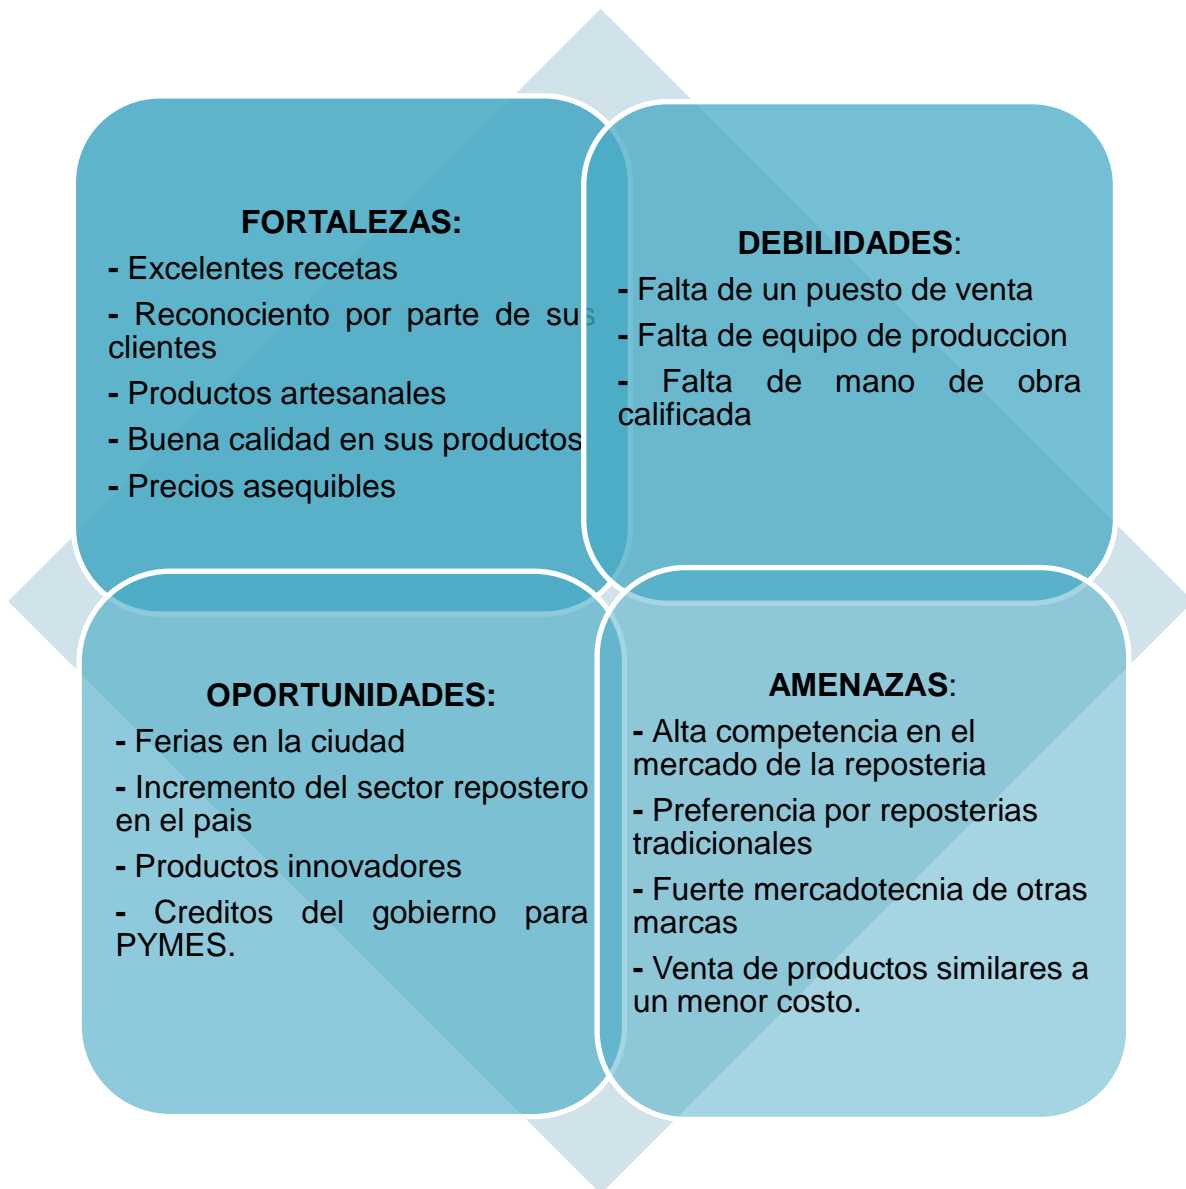 FORTALEZAS:
- Excelentes recetas
- Reconociento por parte de sus
clientes
- Productos artesanales
- Buena calidad en sus productos
- Precios asequibles
DEBILIDADES:
- Falta de un puesto de venta
- Falta de equipo de produccion
- Falta de mano de obra
calificada
OPORTUNIDADES:
- Ferias en la ciudad
- Incremento del sector repostero
en el pais
- Productos innovadores
- Creditos del gobierno para
PYMES.
AMENAZAS:
- Alta competencia en el
mercado de la reposteria
- Preferencia por reposterias
tradicionales
- Fuerte mercadotecnia de otras
marcas
- Venta de productos similares a
un menor costo.